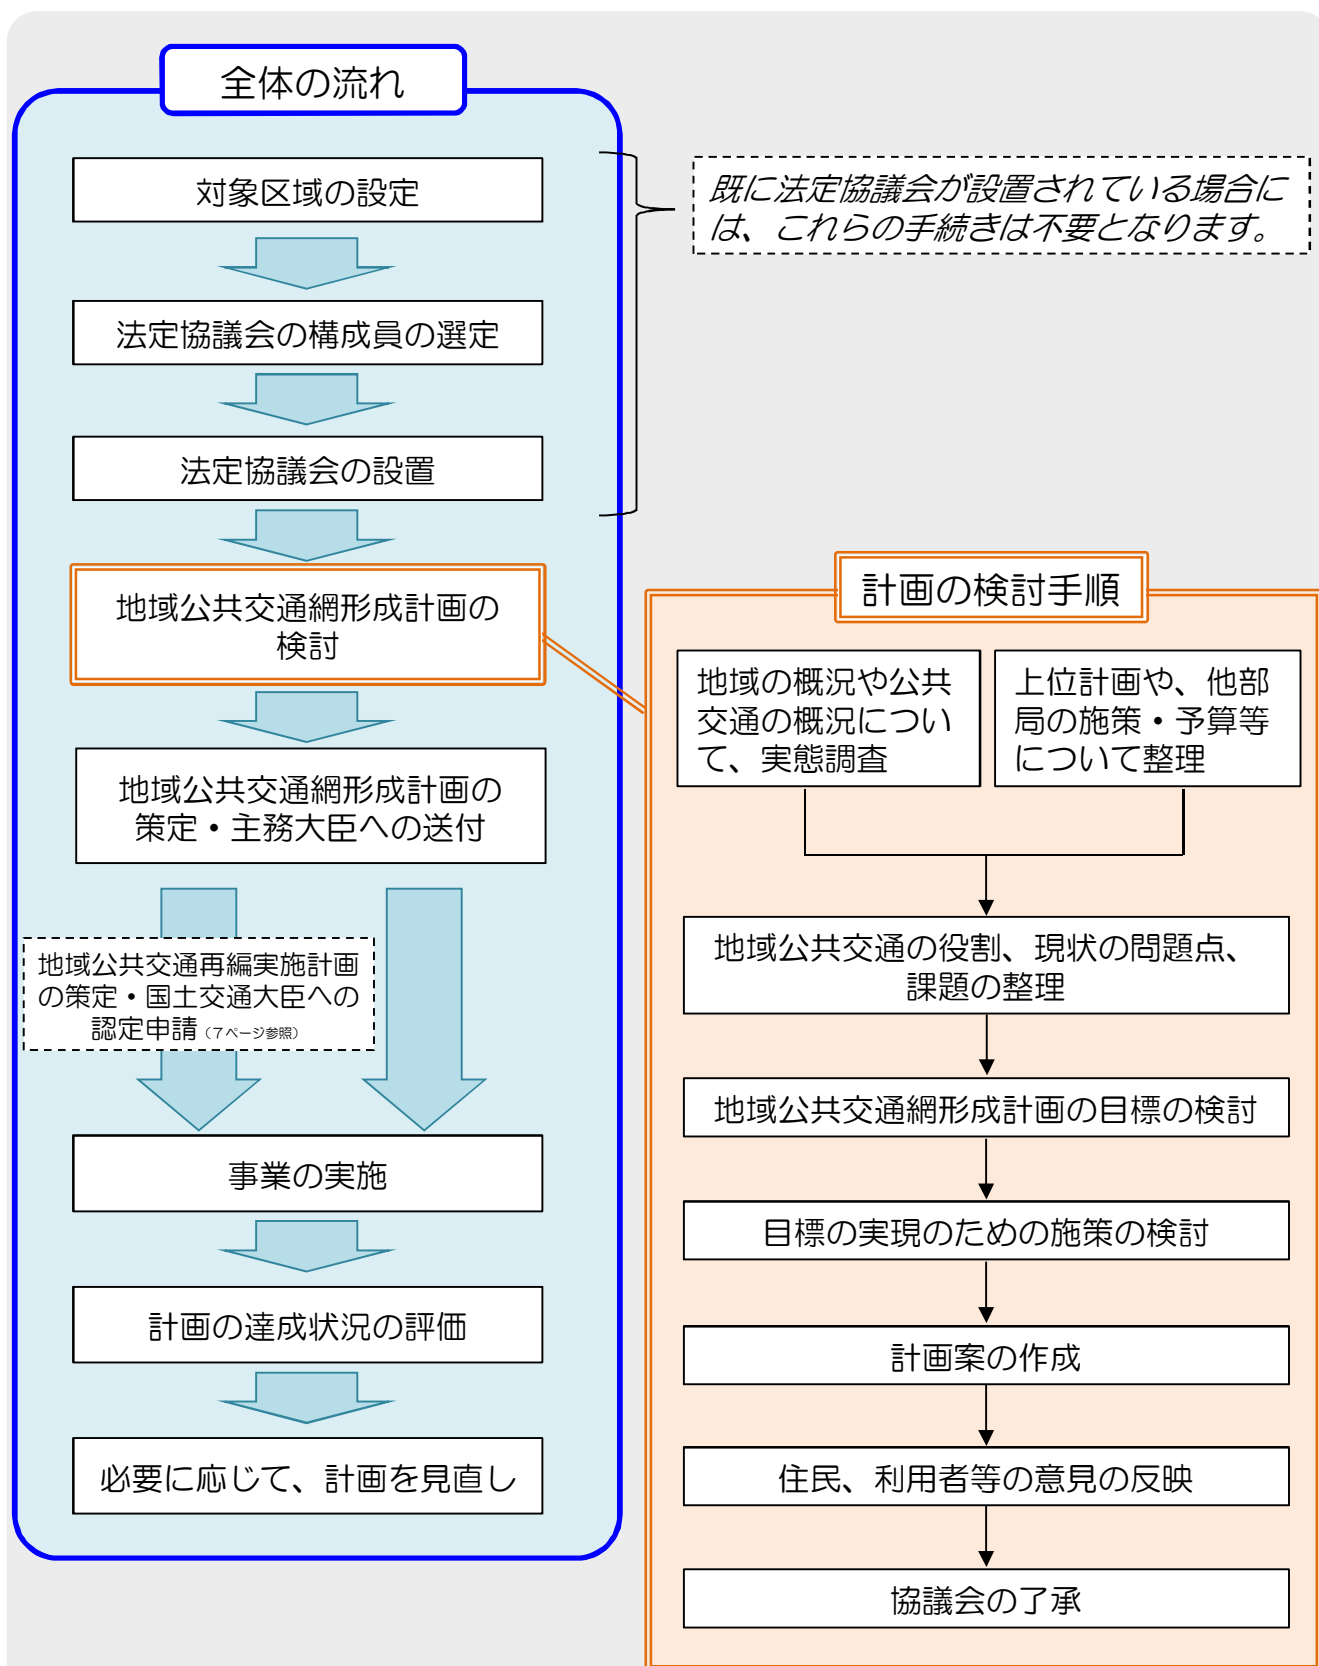 全体の流れ
対象区域の設定
既に法定協議会が設置されている場合に
は、これらの手続きは不要となります。
法定協議会の構成員の選定
法定協議会の設置
地域公共交通網形成計画の
検討
地域公共交通網形成計画の
策定・主務大臣への送付
地域公共交通再編実施計画
の策定・国土交通大臣への
認定申請（7ページ参照）
事業の実施
計画の達成状況の評価
必要に応じて、計画を見直し
計画の検討手順
地域の概況や公共
交通の概況につい
て、実態調査
上位計画や、他部
局の施策・予算等
について整理
地域公共交通の役割、現状の問題点、
課題の整理
地域公共交通網形成計画の目標の検討
目標の実現のための施策の検討
計画案の作成
住民、利用者等の意見の反映
協議会の了承